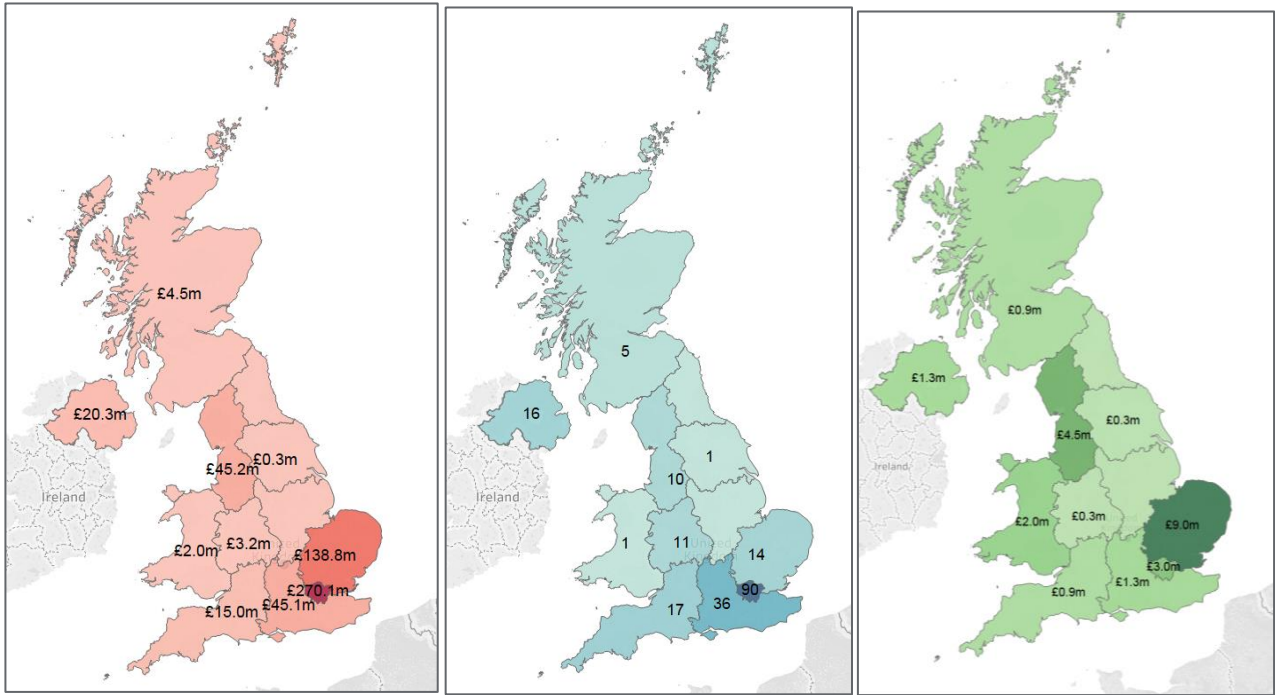 £4.5m
£20.3m
£45.2m
£0.3m
Ireland
£2.0m
£3.2m
£138.8m
£270.1m
£15.0m
£45.1m
5
16
1
10
Ireland
1
11
14
90
17
36
£0.9m
£1.3m
£4.5m
£0.3m
Ireland
£2.0m
£0.3m
£9.0m
£3.0m
£0.9m
£1.3m